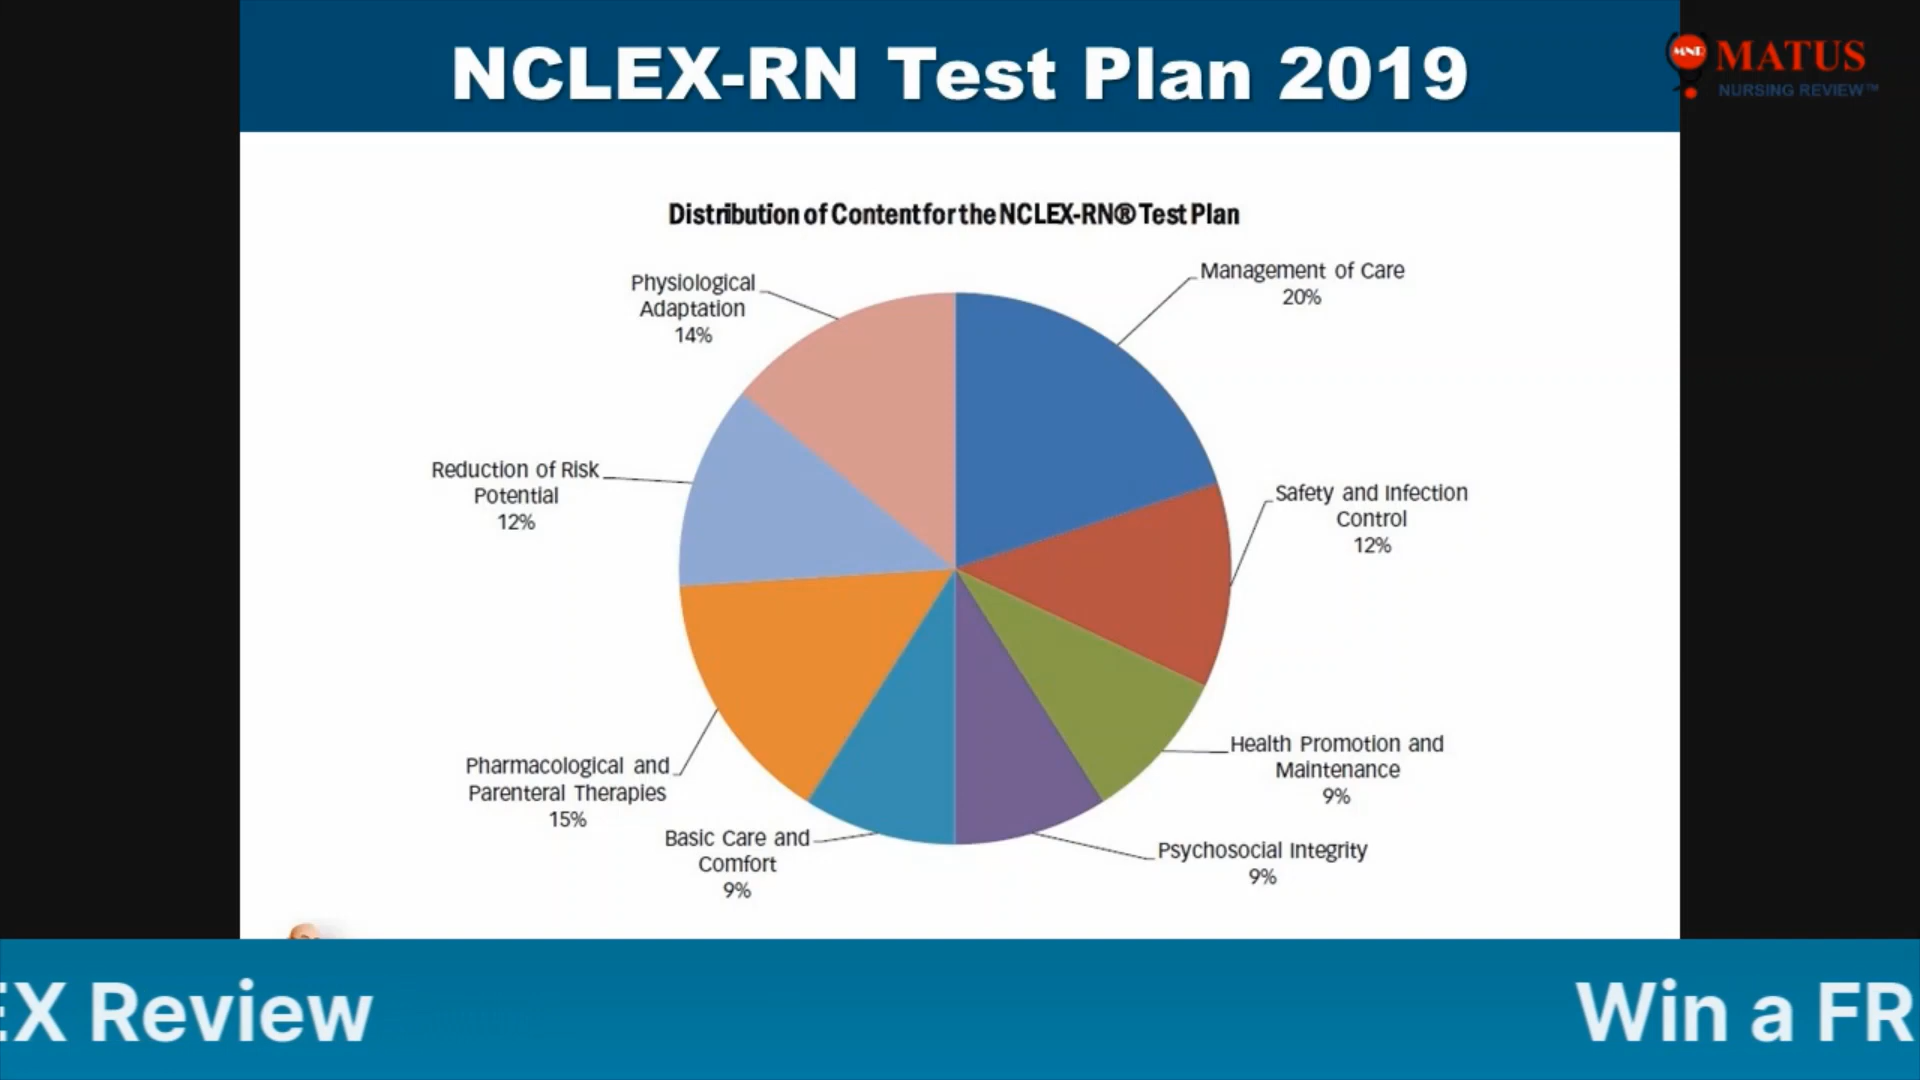 NCLEX-RN Test Plan 2019
MNR
MATUS
NURSING REVIEW™
Distribution of Content for the NCLEX-RN® Test Plan
Physiological
Adaptation
14%
Management of Care
20%
Reduction of Risk
Potential
12%
Safety and Infection
Control
12%
Pharmacological and
Parenteral Therapies
15%
Health Promotion and
Maintenance
9%
Basic Care and
Comfort
9%
Psychosocial Integrity
9%
EX Review
Win a FR